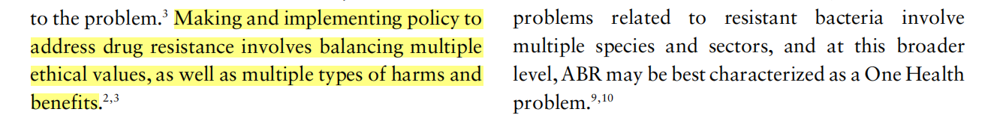 to the problem.³ Making and implementing policy to
address drug resistance involves balancing multiple
ethical values, as well as multiple types of harms and
benefits.²,³
problems related to resistant bacteria involve
multiple species and sectors, and at this broader
level, ABR may be best characterized as a One Health
problem.⁹,¹⁰